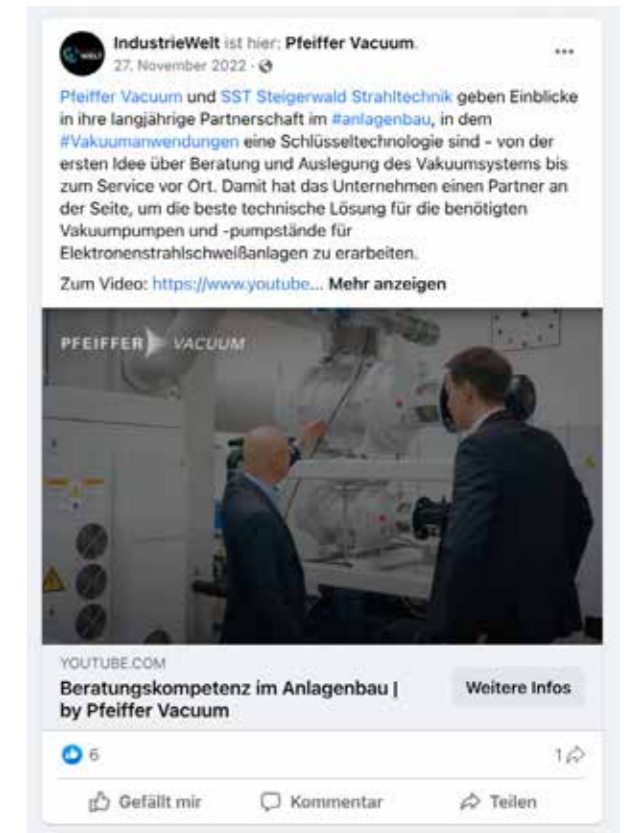 IndustrieWelt ist hier: Pfeiffer Vacuum.
27. November 2022 ·
Pfeiffer Vacuum und SST Steigerwald Strahltechnik geben Einblicke
in ihre langjährige Partnerschaft im #anlagenbau, in dem
#Vakuumanwendungen eine Schlüsseltechnologie sind – von der
ersten Idee über Beratung und Auslegung des Vakuumsystems bis
zum Service vor Ort. Damit hat das Unternehmen einen Partner an
der Seite, um die beste technische Lösung für die benötigten
Vakuumpumpen und -pumpstände für
Elektronenstrahlschweißanlagen zu erarbeiten.
Zum Video: https://www.youtube... Mehr anzeigen
PFEIFFER VACUUM
YOUTUBE.COM
Beratungskompetenz im Anlagenbau |
by Pfeiffer Vacuum
Weitere Infos
6
1
Gefällt mir
Kommentar
Teilen